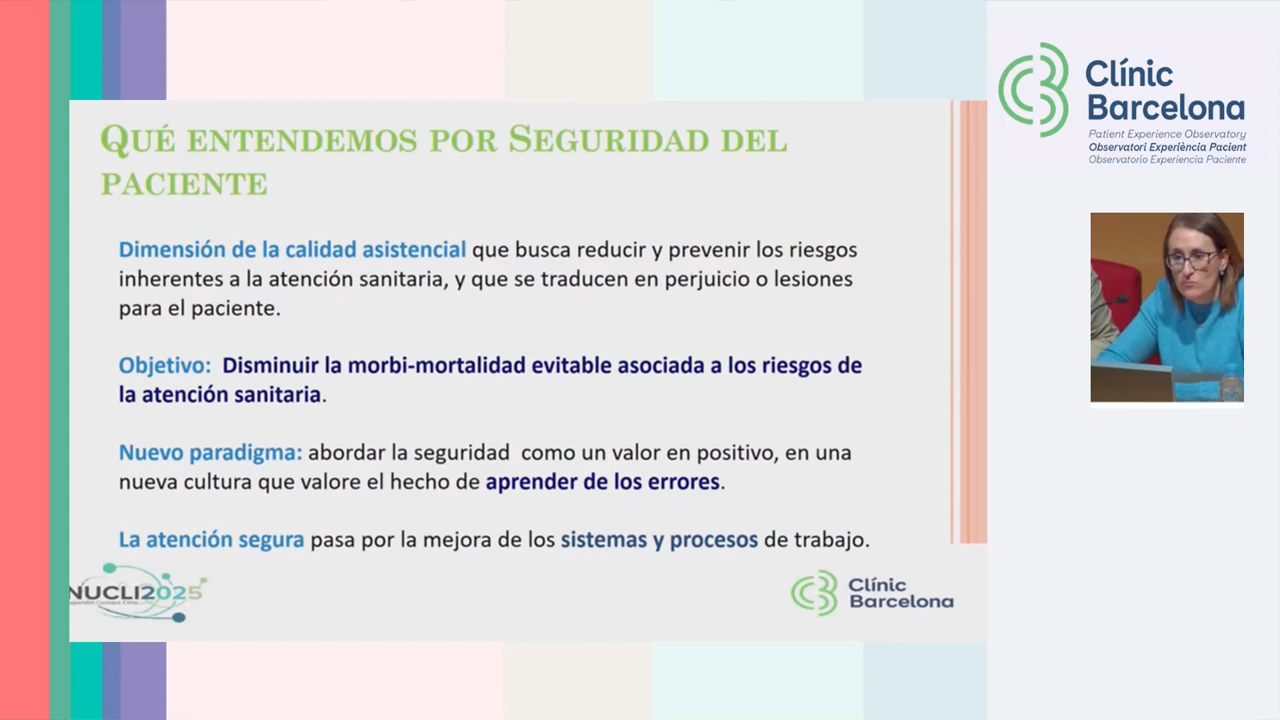 Clínic
Barcelona
Patient Experience Observatory
Observatori Experiència Pacient
Observatorio Experiencia Paciente
QUÉ ENTENDEMOS POR SEGURIDAD DEL
PACIENTE
Dimensión de la calidad asistencial que busca reducir y prevenir los riesgos
inherentes a la atención sanitaria, y que se traducen en perjuicio o lesiones
para el paciente.
Objetivo: Disminuir la morbi-mortalidad evitable asociada a los riesgos de
la atención sanitaria.
Nuevo paradigma: abordar la seguridad como un valor en positivo, en una
nueva cultura que valore el hecho de aprender de los errores.
La atención segura pasa por la mejora de los sistemas y procesos de trabajo.
NUCLI2025
Clínic
Barcelona